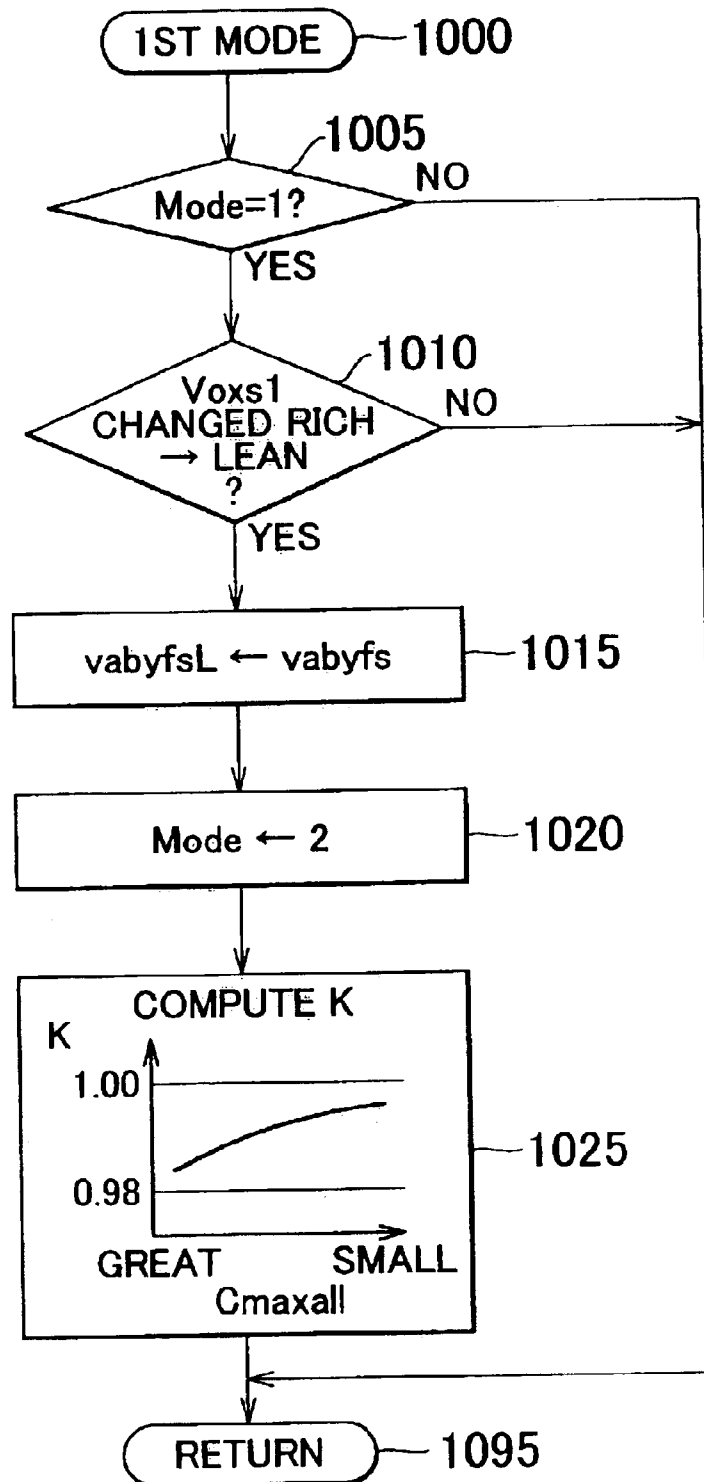 1ST MODE
1000
1005
Mode=1?
NO
YES
1010
Voxs1
CHANGED RICH
→ LEAN
?
NO
YES
vabyfsL ← vabyfs
1015
Mode ← 2
1020
COMPUTE K
K
1.00
0.98
1025
GREAT SMALL
Cmaxall
RETURN
1095